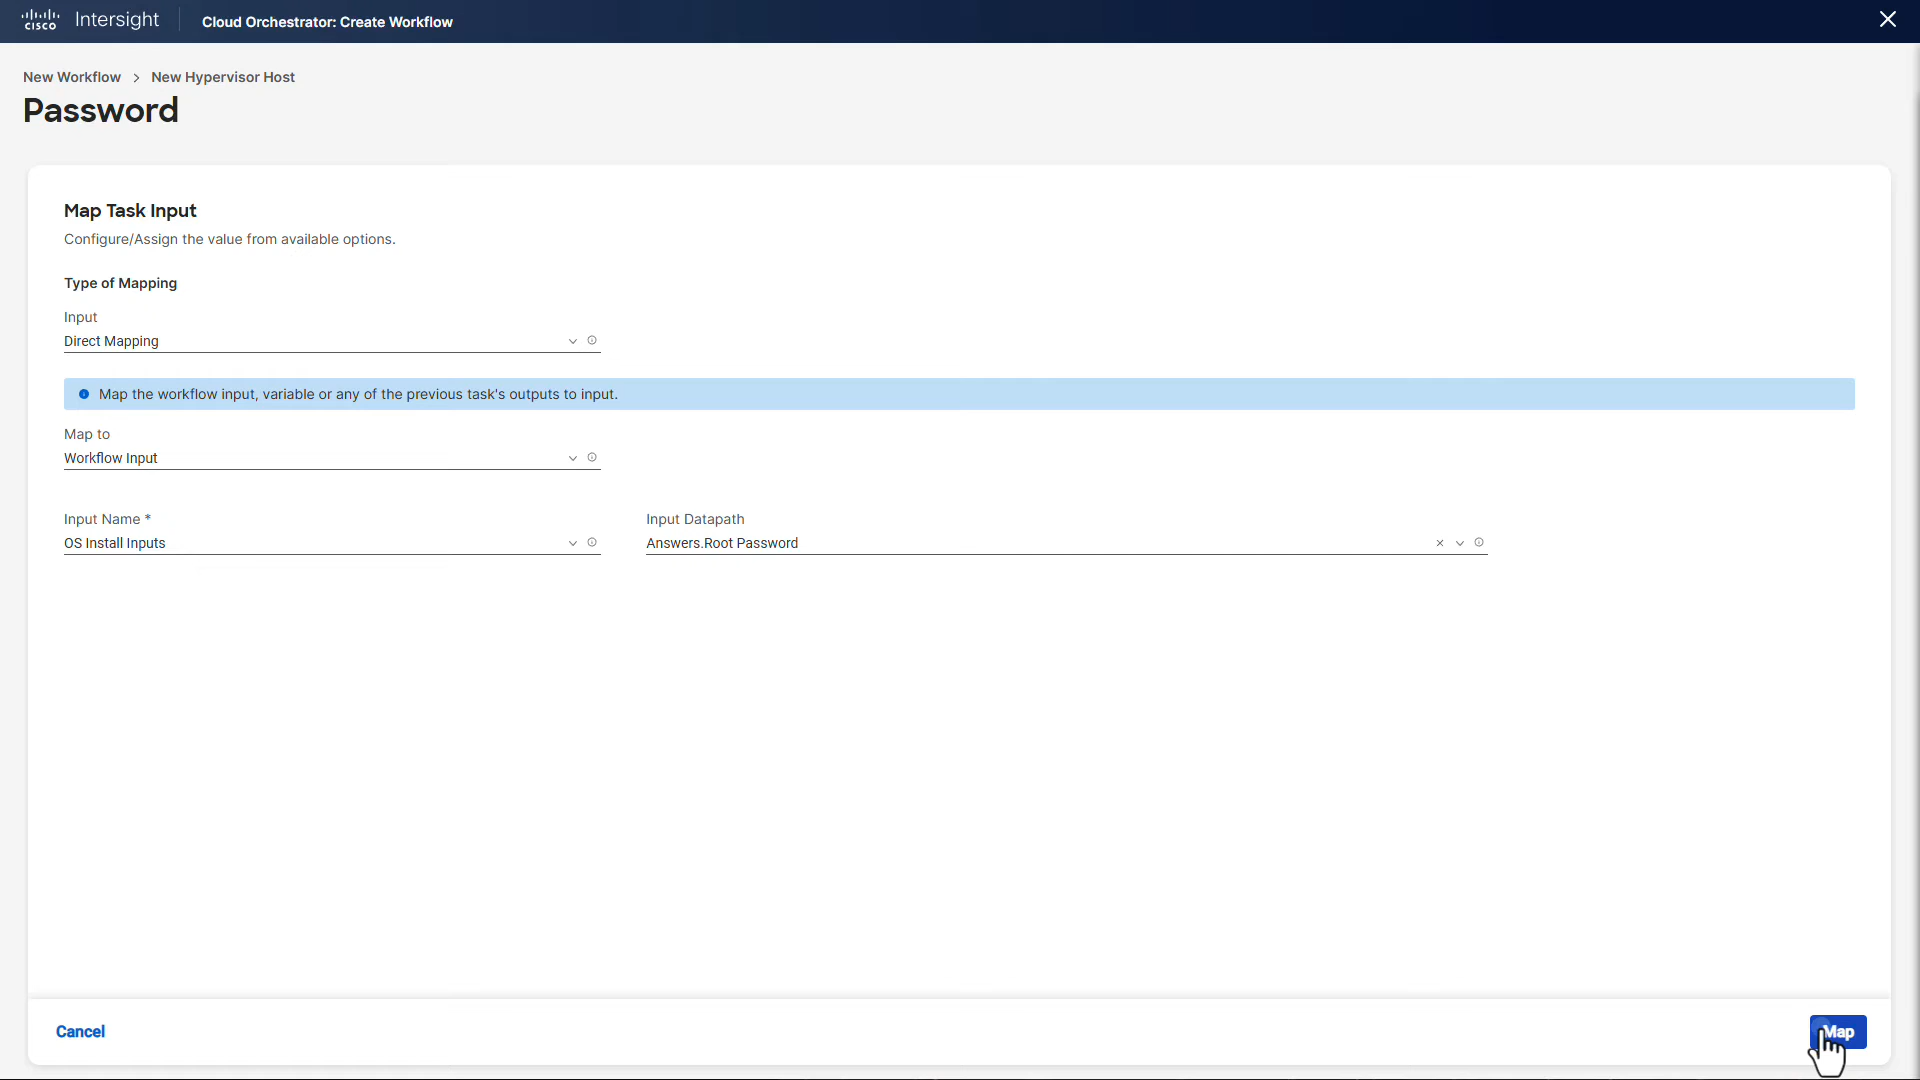 CISCO Intersight Cloud Orchestrator: Create Workflow
New Workflow > New Hypervisor Host
Password
Map Task Input
Configure/Assign the value from available options.
Type of Mapping
Input
Direct Mapping
Map the workflow input, variable or any of the previous task's outputs to input.
Map to
Workflow Input
Input Name * Input Datapath
OS Install Inputs Answers.Root Password
Cancel Map